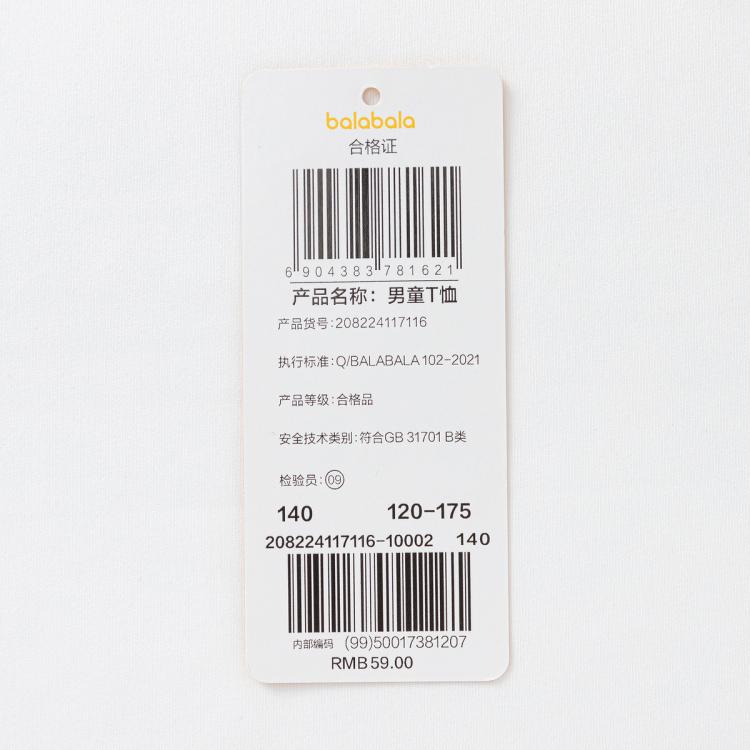 balabala
合格证
6 904383 781621
产品名称：男童T恤
产品货号:208224117116
执行标准:Q/BALABALA 102-2021
产品等级:合格品
安全技术类别:符合GB 31701 B类
检验员:09
140 120-175
208224117116-10002 140
内部编码 (99)50017381207
RMB 59.00